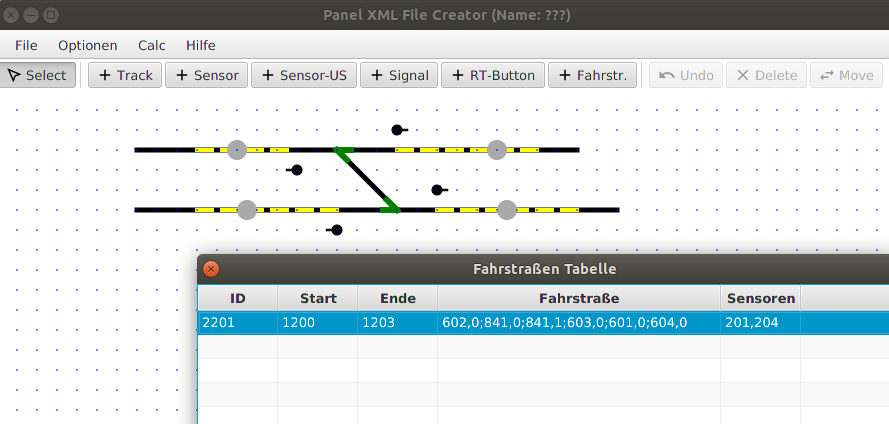 Panel XML File Creator (Name: ???)
File Optionen Calc Hilfe
Select + Track + Sensor + Sensor-US + Signal + RT-Button + Fahrstr. Undo Delete Move
Fahrstraßen Tabelle
ID Start Ende Fahrstraße Sensoren
2201 1200 1203 602,0;841,0;841,1;603,0;601,0;604,0 201,204